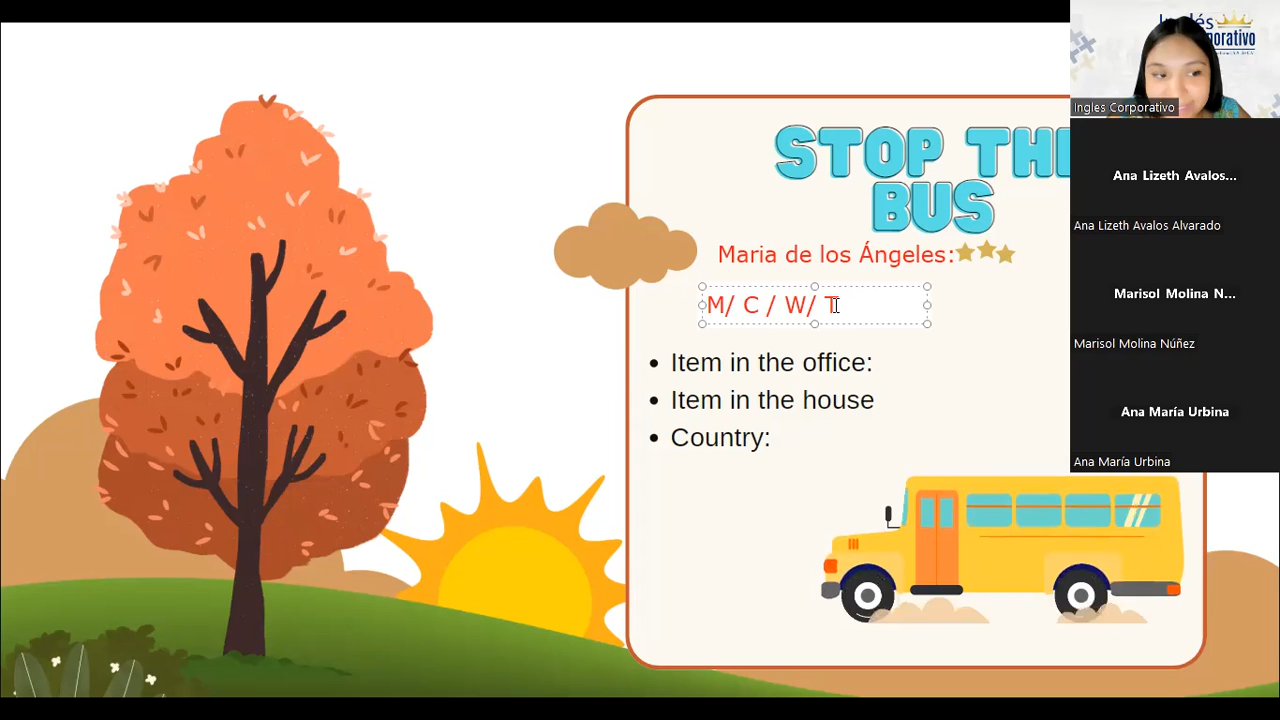 STOP THE
BUS
Maria de los Ángeles:
M/ C / W/ T
• Item in the office:
• Item in the house
• Country:
Ingles Corporativo
Ana Lizeth Avalos...
Ana Lizeth Avalos Alvarado
Marisol Molina N...
Marisol Molina Núñez
Ana María Urbina
Ana María Urbina